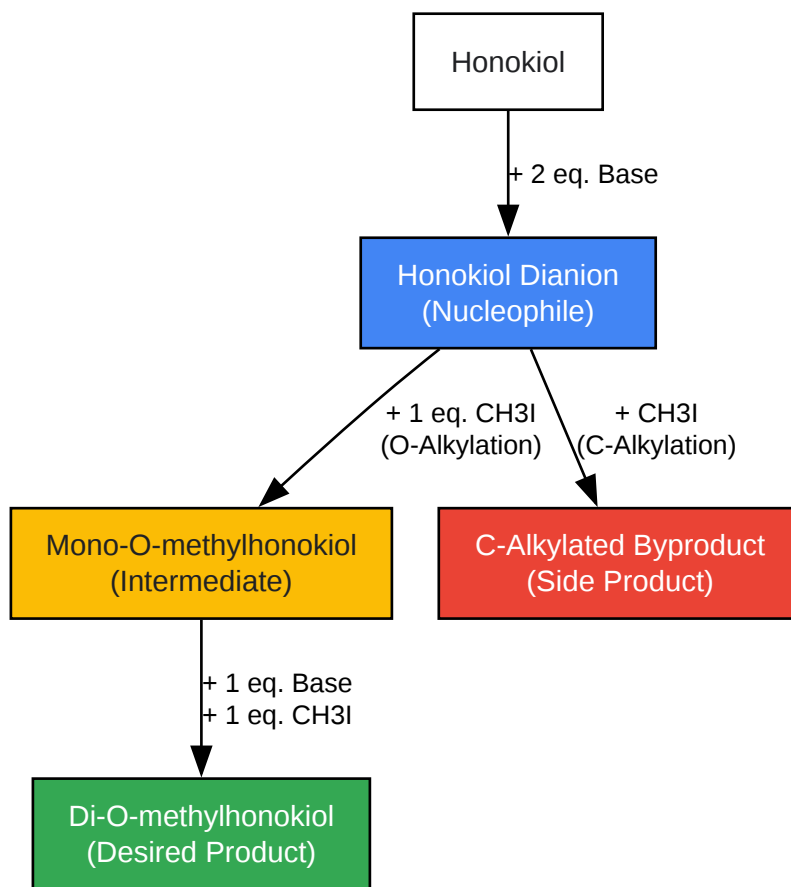 Honokiol
+ 2 eq. Base
Honokiol Dianion
(Nucleophile)
+ 1 eq. CH3I
(O-Alkylation)
+ CH3I
(C-Alkylation)
Mono-O-methylhonokiol
(Intermediate)
C-Alkylated Byproduct
(Side Product)
+ 1 eq. Base
+ 1 eq. CH3I
Di-O-methylhonokiol
(Desired Product)